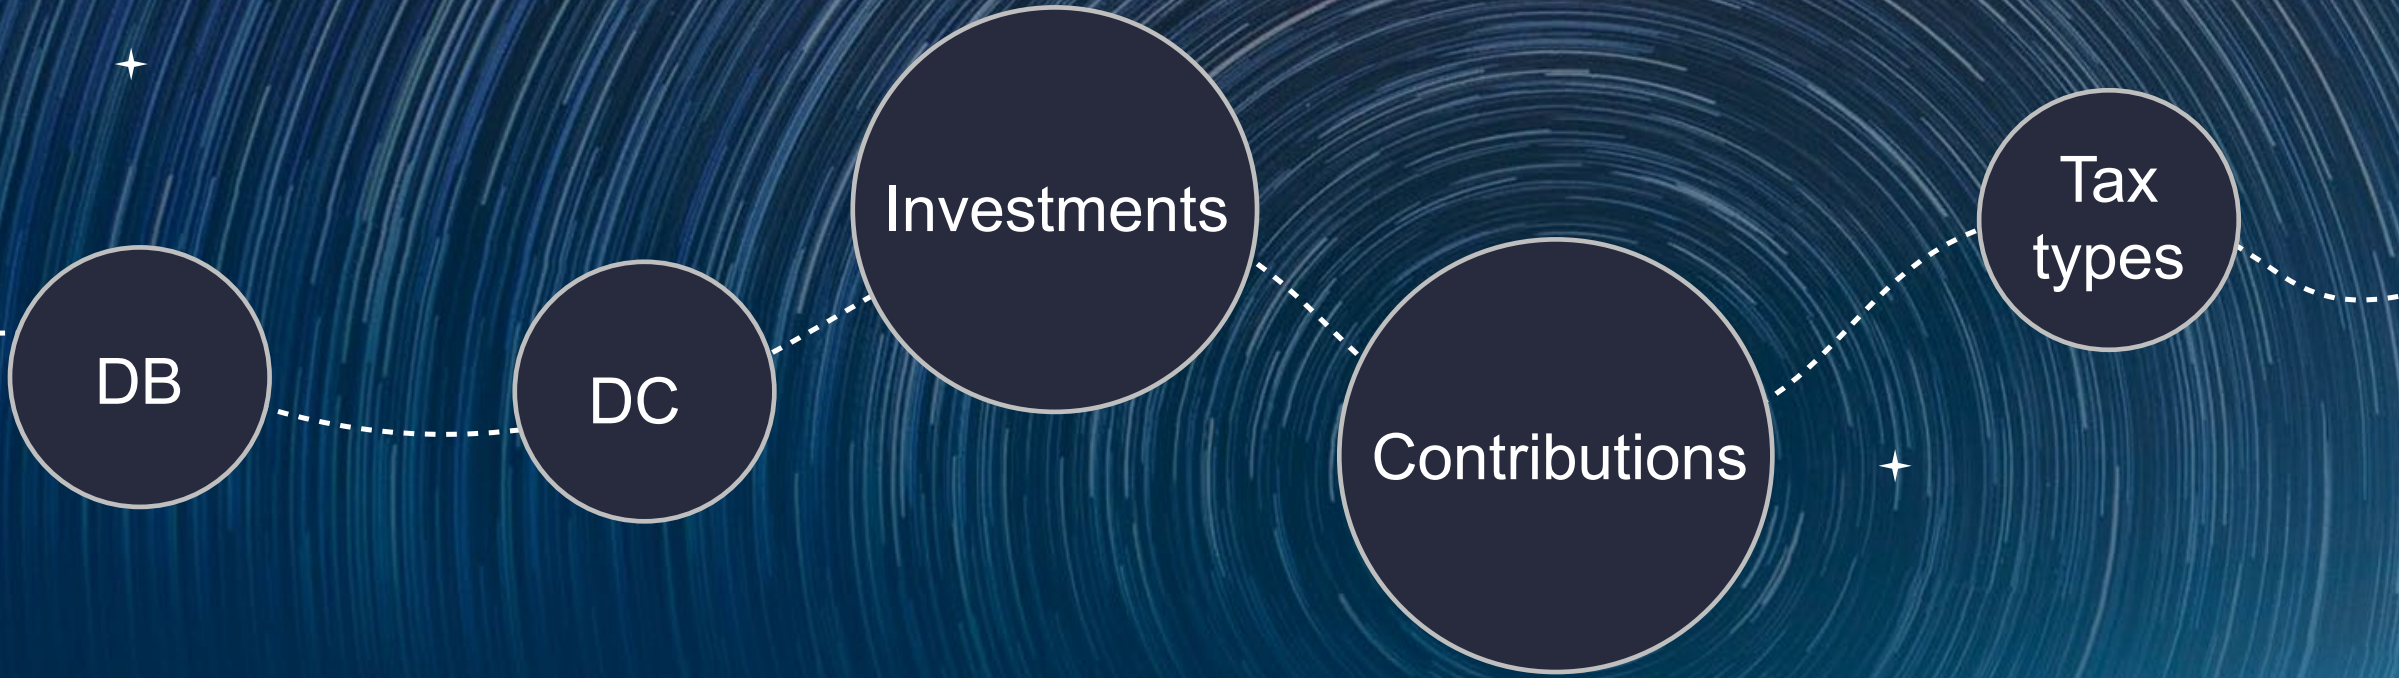 DB
DC
Investments
Contributions
Tax
types